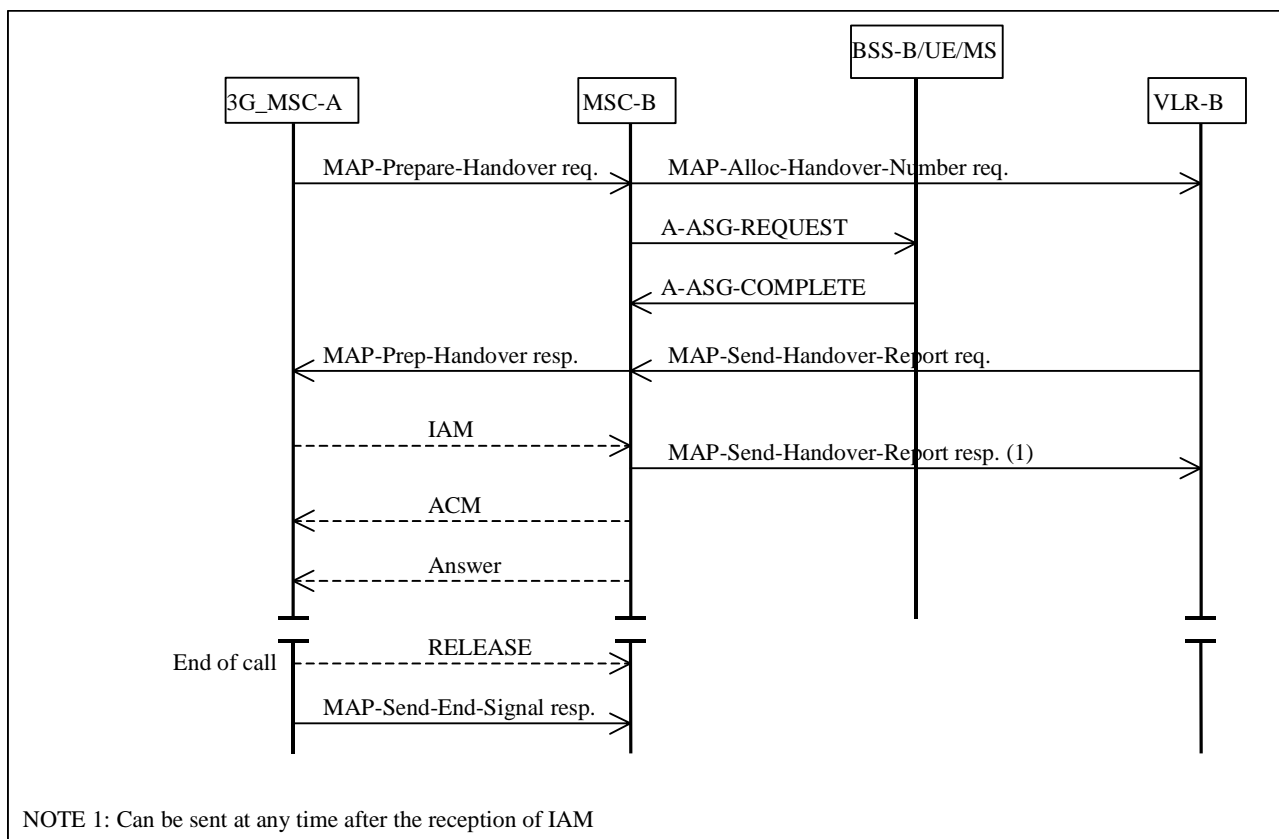 BSS-B/UE/MS
3G_MSC-A
MSC-B
VLR-B
MAP-Prepare-Handover req.
MAP-Alloc-Handover-Number req.
A-ASG-REQUEST
A-ASG-COMPLETE
MAP-Prep-Handover resp.
MAP-Send-Handover-Report req.
IAM
MAP-Send-Handover-Report resp. (1)
ACM
Answer
RELEASE
End of call
MAP-Send-End-Signal resp.
NOTE 1: Can be sent at any time after the reception of IAM